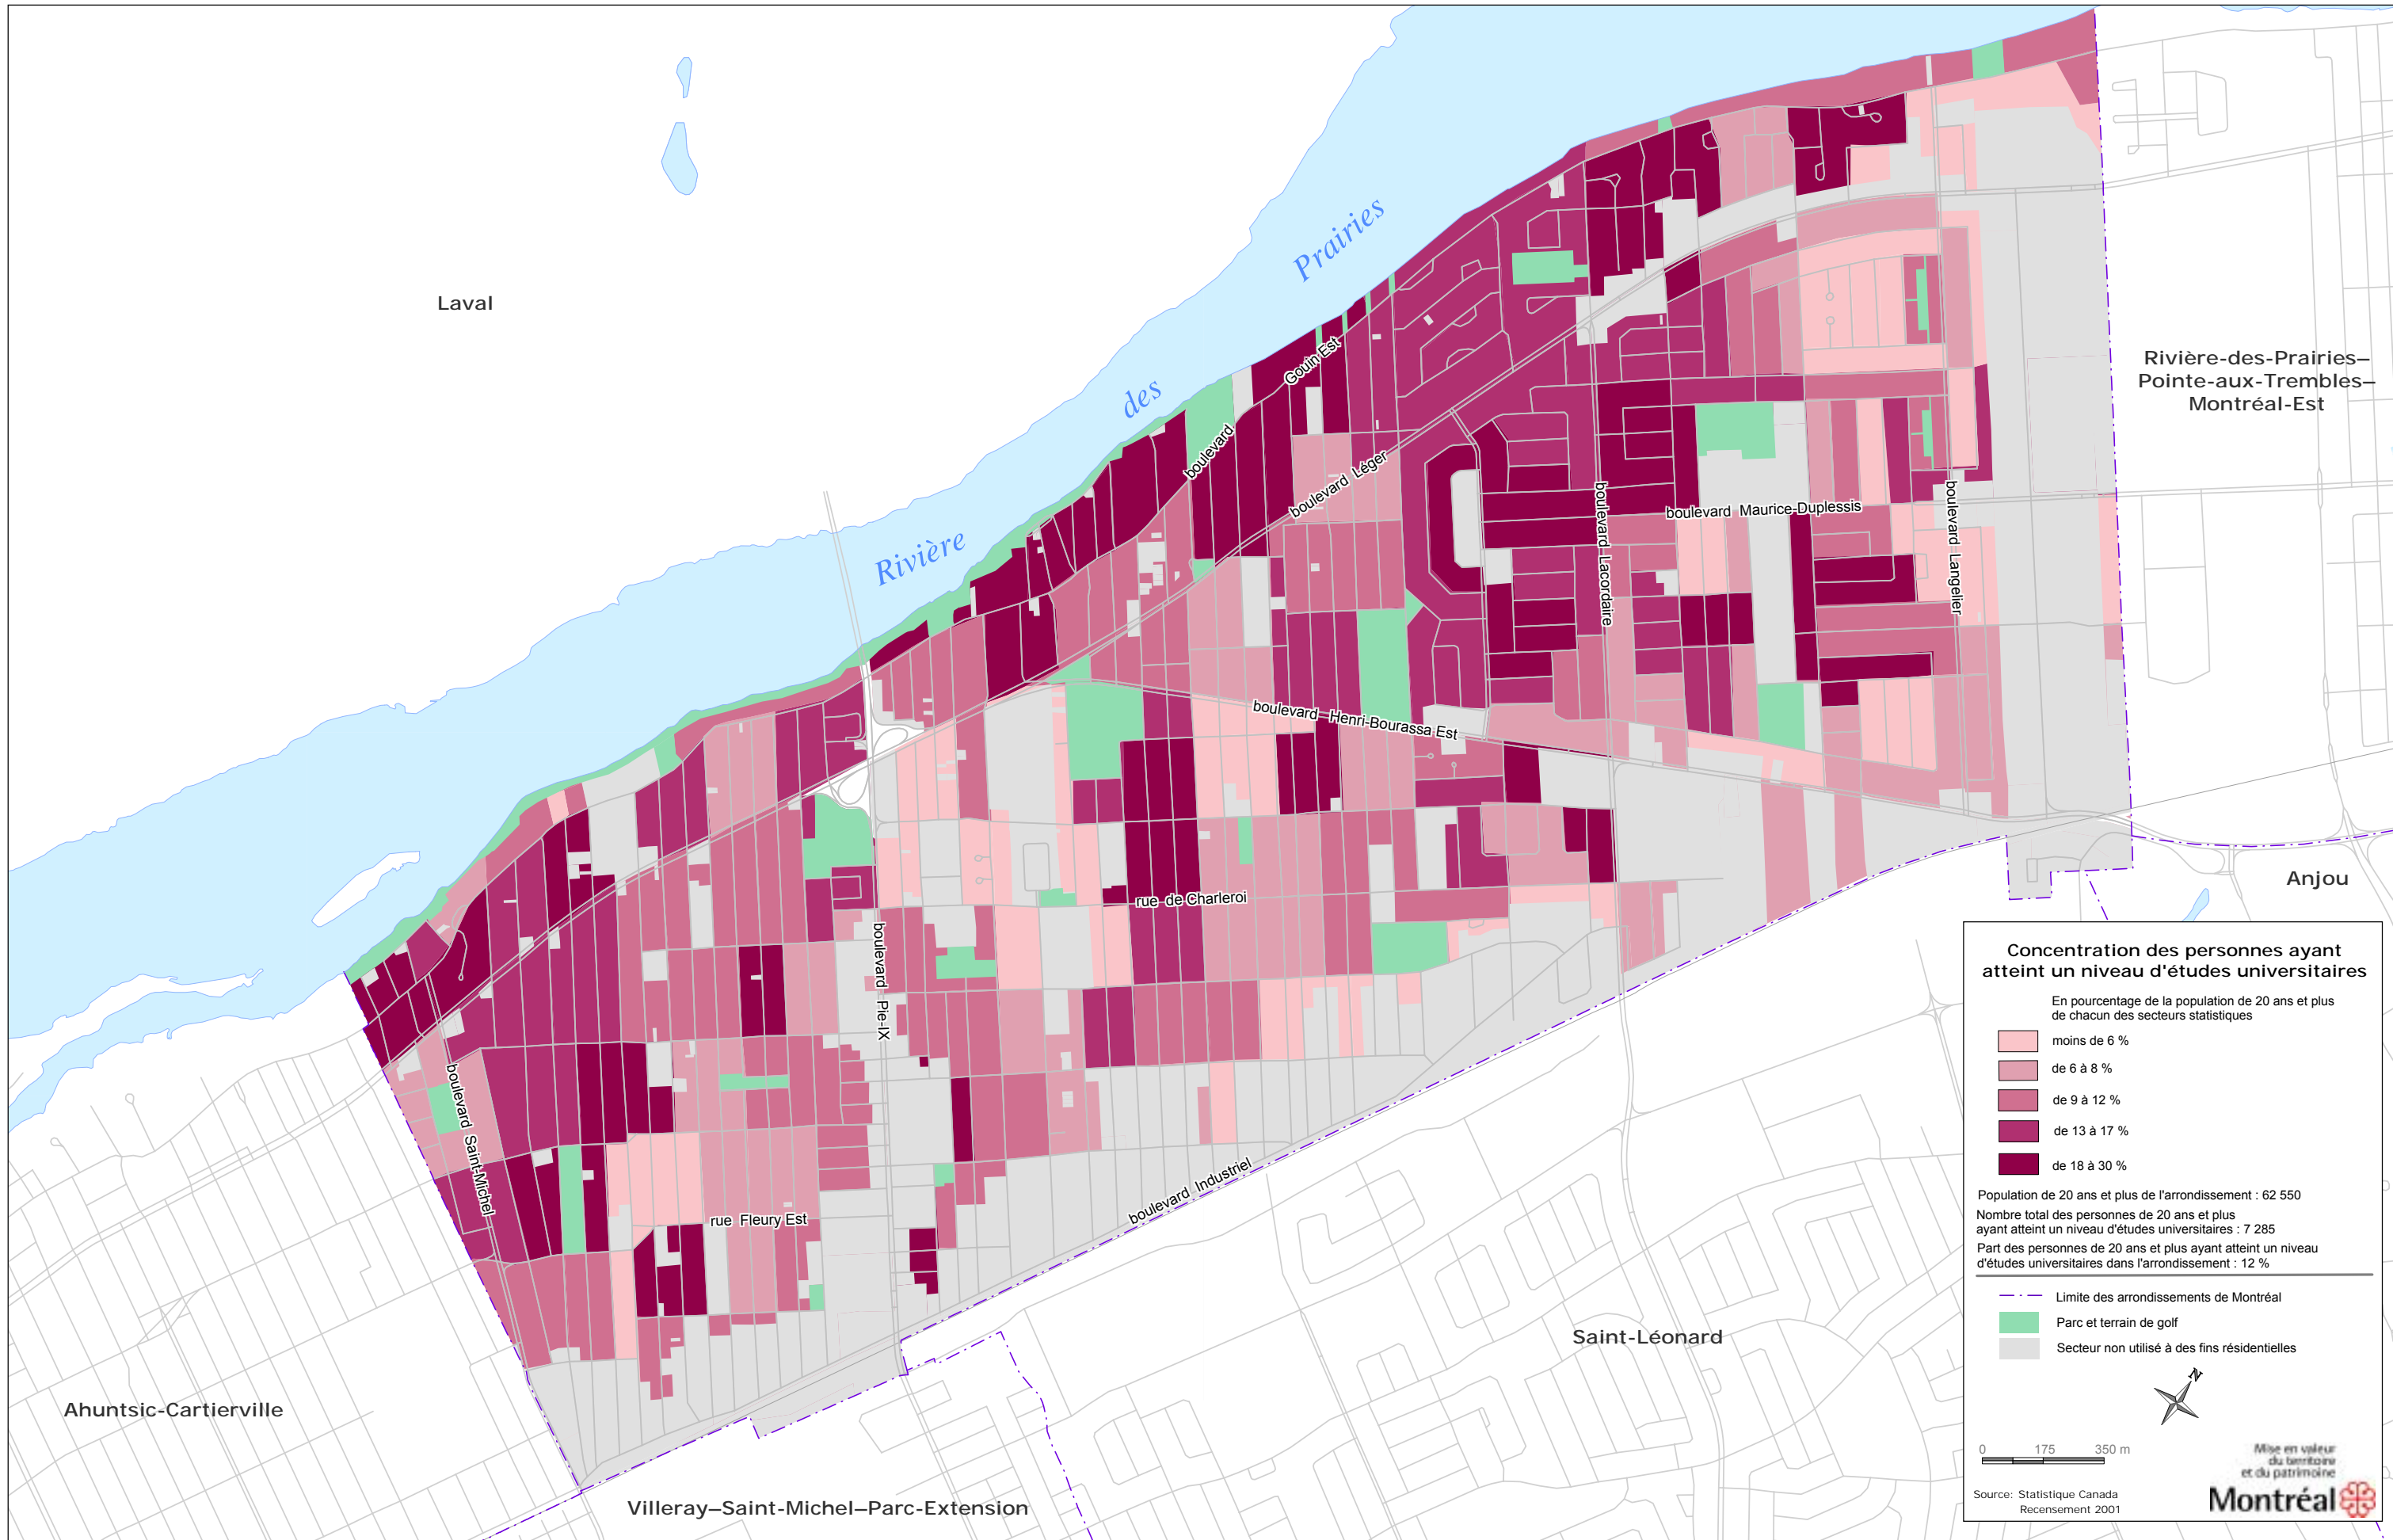 Laval
Rivière
des
Prairies
Rivière-des-Prairies–
Pointe-aux-Trembles–
Montréal-Est
boulevard Gouin Est
boulevard Léger
boulevard Maurice-Duplessis
boulevard Lacordaire
boulevard Langelier
boulevard Henri-Bourassa Est
rue de Charleroi
boulevard Pie-IX
boulevard Saint-Michel
rue Fleury Est
boulevard Industriel
Anjou
Saint-Léonard
Ahuntsic-Cartierville
Villeray–Saint-Michel–Parc-Extension
Concentration des personnes ayant
atteint un niveau d'études universitaires
En pourcentage de la population de 20 ans et plus
de chacun des secteurs statistiques
moins de 6 %
de 6 à 8 %
de 9 à 12 %
de 13 à 17 %
de 18 à 30 %
Population de 20 ans et plus de l'arrondissement : 62 550
Nombre total des personnes de 20 ans et plus
ayant atteint un niveau d'études universitaires : 7 285
Part des personnes de 20 ans et plus ayant atteint un niveau
d'études universitaires dans l'arrondissement : 12 %
Limite des arrondissements de Montréal
Parc et terrain de golf
Secteur non utilisé à des fins résidentielles
N
0 175 350 m
Mise en valeur
du territoire
et du patrimoine
Montréal
Source: Statistique Canada
Recensement 2001